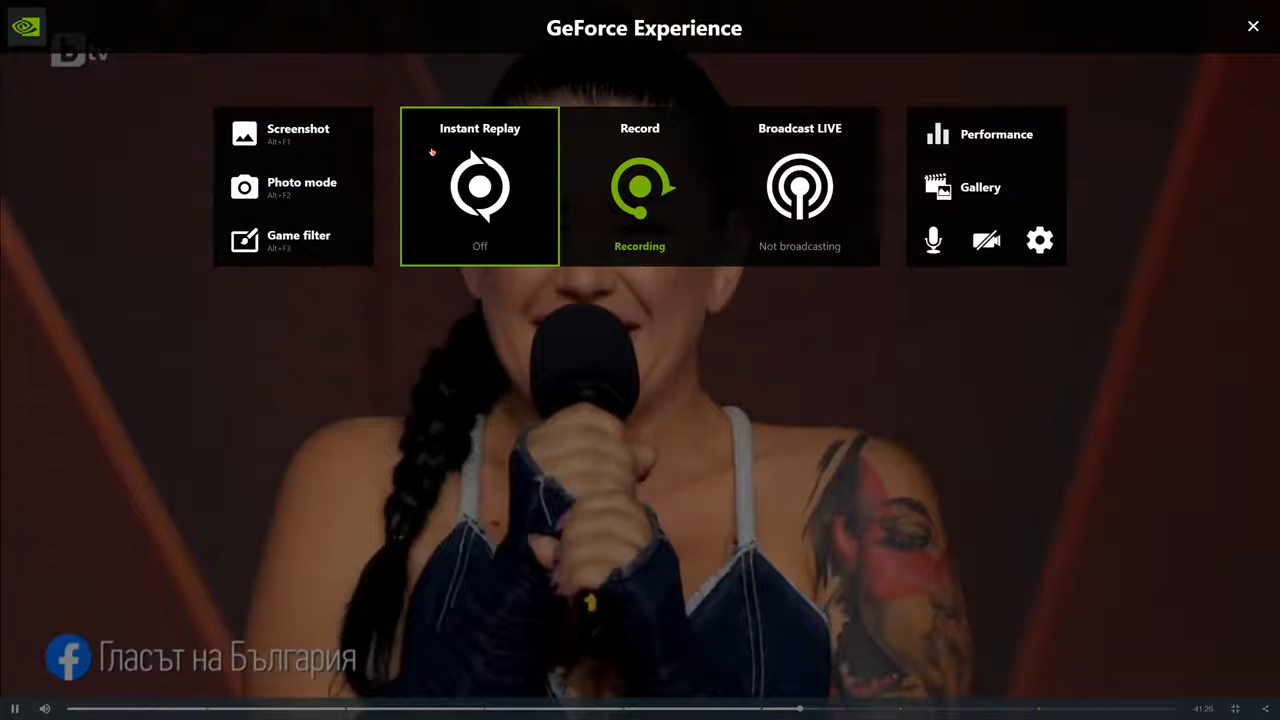 GeForce Experience
btv
Screenshot
Alt+F1
Photo mode
Alt+F2
Game filter
Alt+F3
Instant Replay
Off
Record
Recording
Broadcast LIVE
Not broadcasting
Performance
Gallery
Гласът на България
-41:26